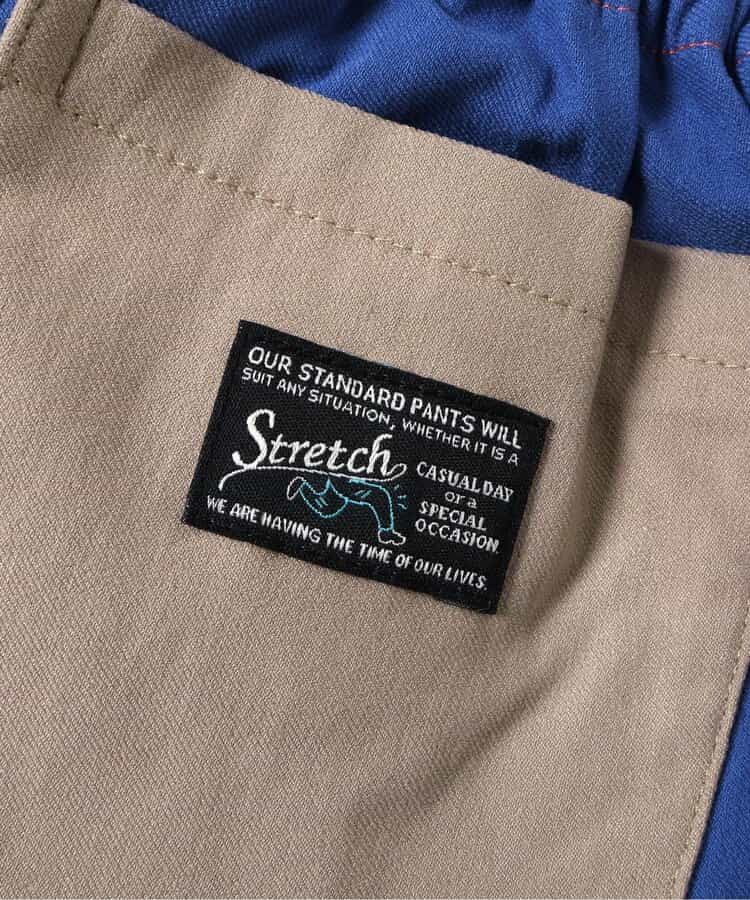 OUR STANDARD PANTS WILL
SUIT ANY SITUATION, WHETHER IT IS A
Stretch
CASUAL DAY
or a
SPECIAL
OCCASION.
WE ARE HAVING THE TIME OF OUR LIVES.